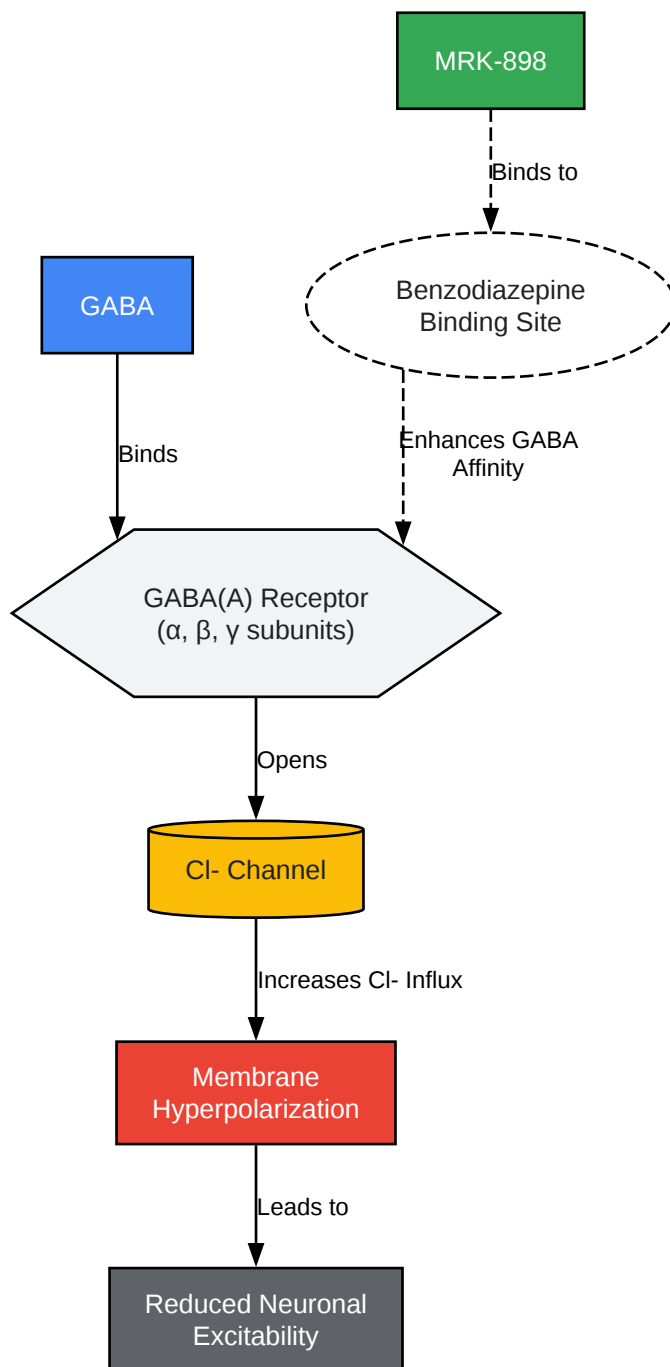 MRK-898
Binds to
Benzodiazepine
Binding Site
GABA
Enhances GABA
Affinity
Binds
GABA(A) Receptor
(α, β, γ subunits)
Opens
Cl- Channel
Increases Cl- Influx
Membrane
Hyperpolarization
Leads to
Reduced Neuronal
Excitability